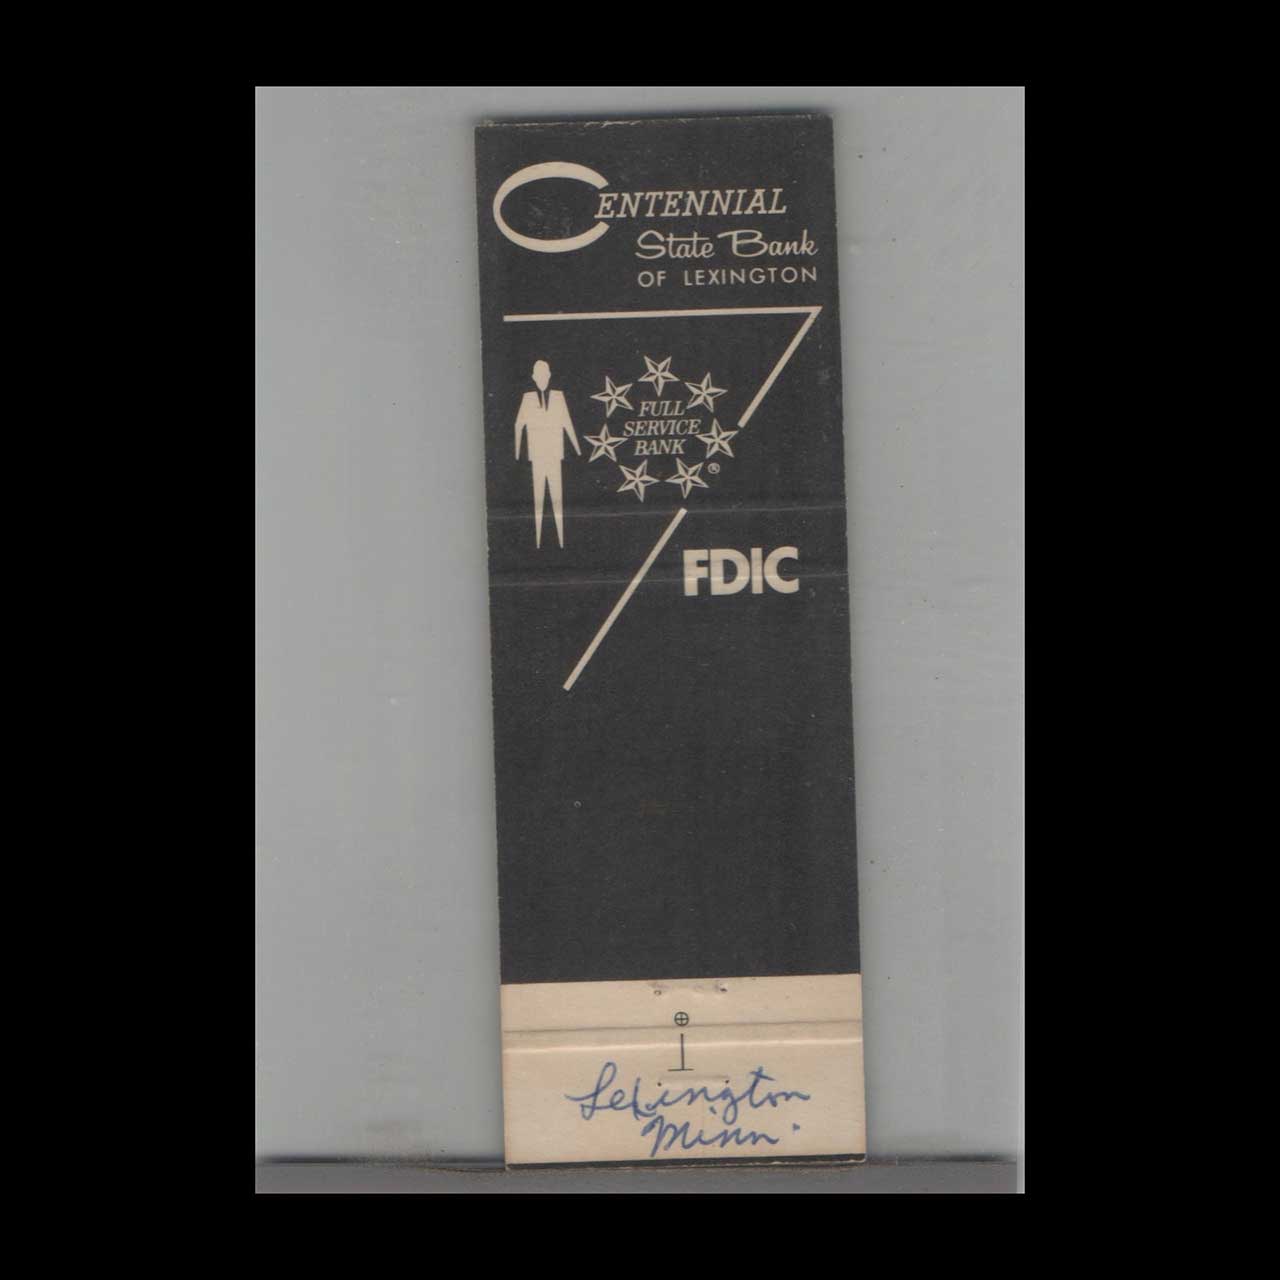 CENTENNIAL
State Bank
OF LEXINGTON
FULL
SERVICE
BANK ®
FDIC
Lexington
Minn.